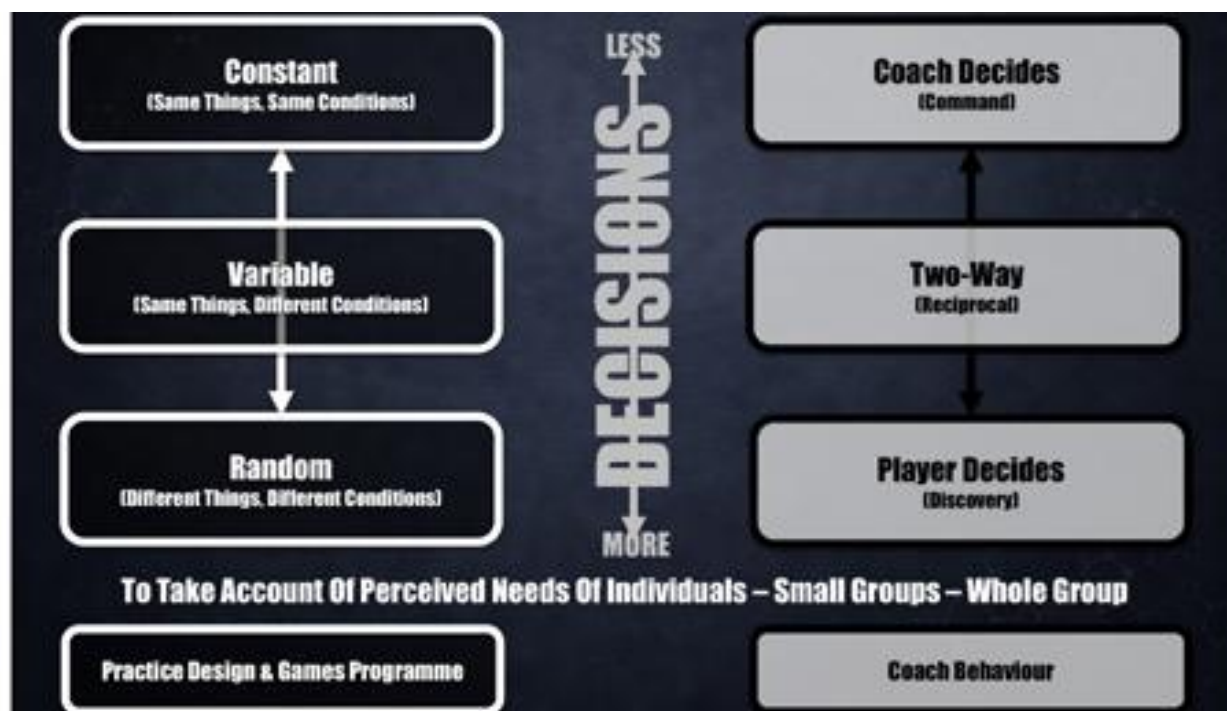 Constant
(Same Things, Same Conditions)
Variable
(Same Things, Different Conditions)
Random
(Different Things, Different Conditions)
LESS
DECISIONS
MORE
Coach Decides
(Command)
Two-Way
(Reciprocal)
Player Decides
(Discovery)
To Take Account Of Perceived Needs Of Individuals – Small Groups – Whole Group
Practice Design & Games Programme
Coach Behaviour